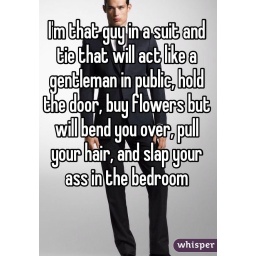 I'm that guy in a suit and
tie that will act like a
gentleman in public, hold
the door, buy flowers but
will bend you over, pull
your hair, and slap your
ass in the bedroom
whisper